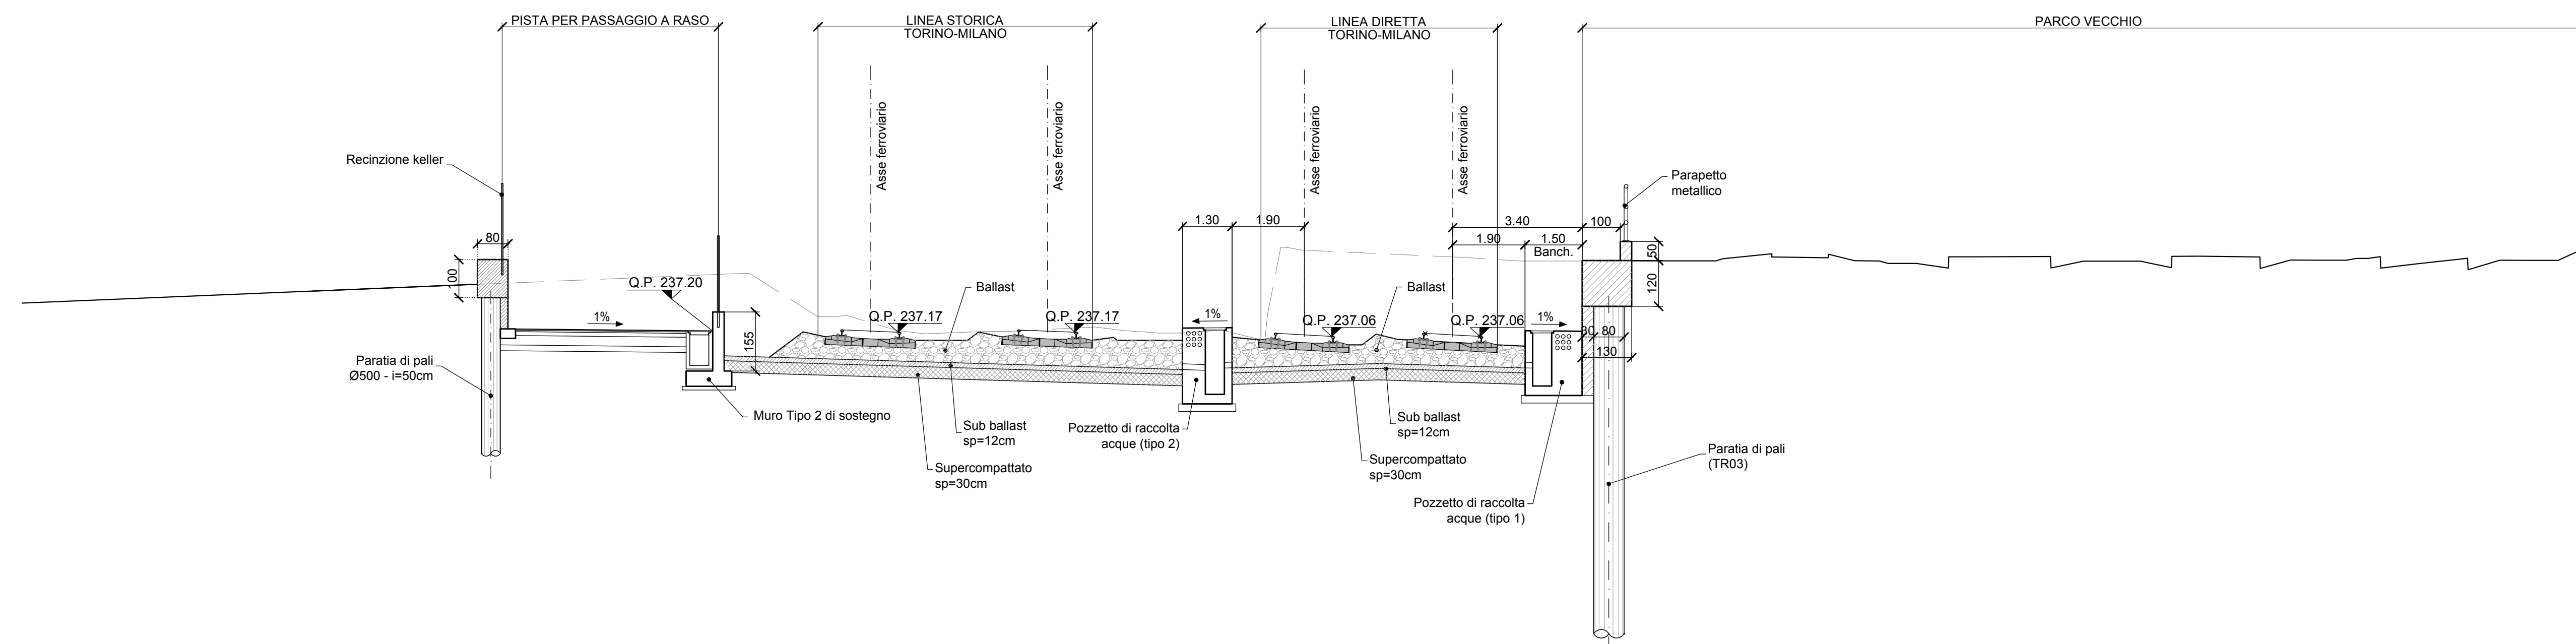 PISTA PER PASSAGGIO A RASO
LINEA STORICA
TORINO-MILANO
LINEA DIRETTA
TORINO-MILANO
PARCO VECCHIO
Asse ferroviario
Asse ferroviario
Asse ferroviario
Asse ferroviario
Recinzione keller
Parapetto
metallico
80
100
1.30
1.90
3.40
100
1.90
1.50
Banch.
50
120
Q.P. 237.20
1%
155
Ballast
Ballast
Q.P. 237.17
Q.P. 237.17
1%
Q.P. 237.06
Q.P. 237.06
1%
30
80
130
Paratia di pali
Ø500 - i=50cm
Muro Tipo 2 di sostegno
Sub ballast
sp=12cm
Supercompattato
sp=30cm
Pozzetto di raccolta
acque (tipo 2)
Sub ballast
sp=12cm
Supercompattato
sp=30cm
Pozzetto di raccolta
acque (tipo 1)
Paratia di pali
(TR03)